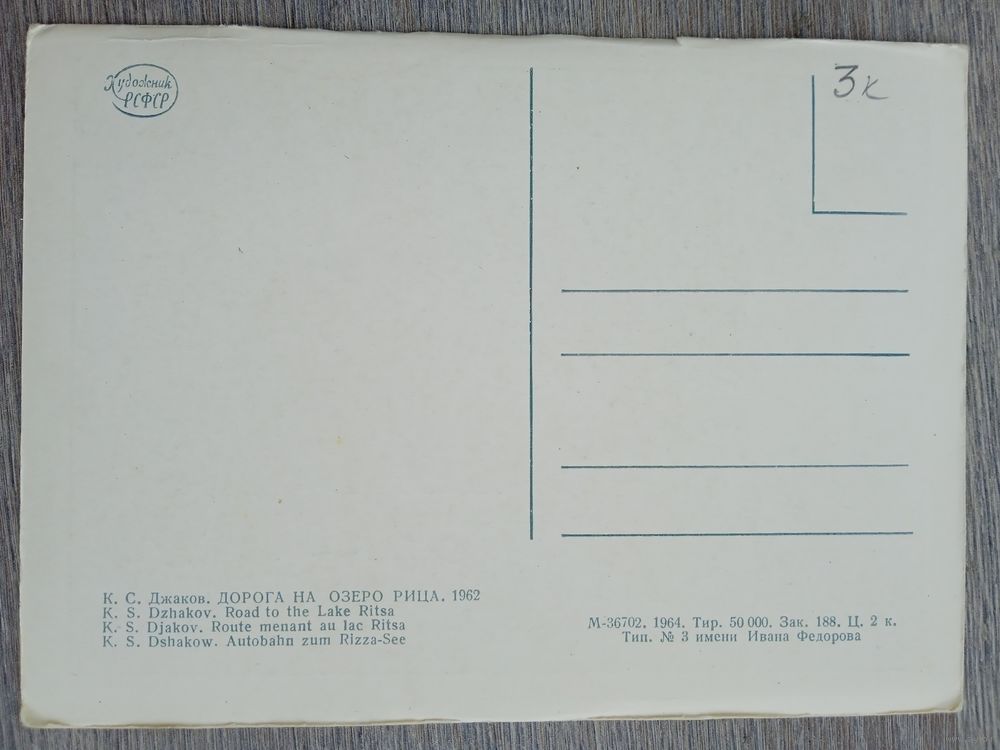 Художник
РСФСР
3к
К. С. Джаков. ДОРОГА НА ОЗЕРО РИЦА. 1962
K. S. Dzhakov. Road to the Lake Ritsa
K. S. Djakov. Route menant au lac Ritsa
K. S. Dshakow. Autobahn zum Rizza-See
М-36702. 1964. Тир. 50 000. Зак. 188. Ц. 2 к.
Тип. № 3 имени Ивана Федорова